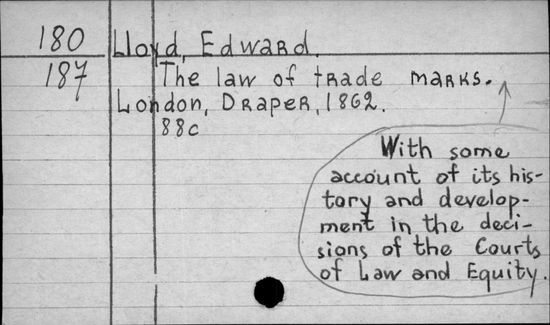 180 Lloyd, Edward.
187 The law of trade marks.
London, Draper, 1862.
88c
With some
account of its his-
tory and develop-
ment in the deci-
sions of the Courts
of Law and Equity.